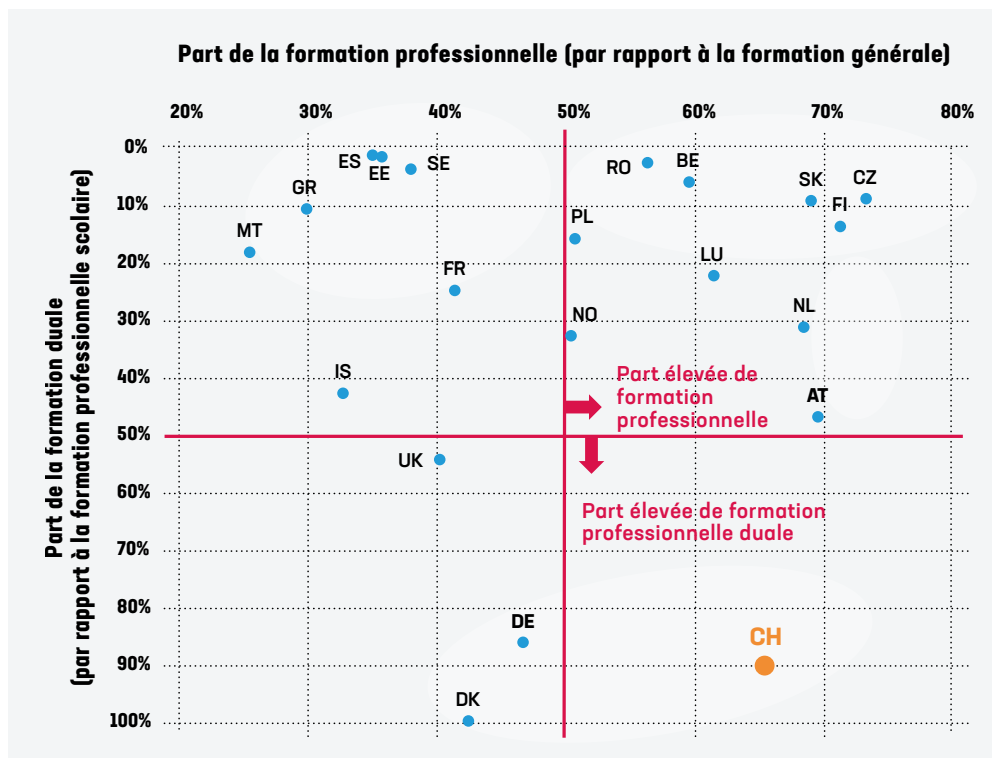 Part de la formation professionnelle (par rapport à la formation générale)
20% 30% 40% 50% 60% 70% 80%
Part de la formation duale
(par rapport à la formation professionnelle scolaire)
0%
10%
20%
30%
40%
50%
60%
70%
80%
90%
100%
ES
EE
SE
RO
BE
SK
CZ
FI
GR
MT
PL
FR
LU
NO
NL
IS
AT
Part élevée de
formation
professionnelle
UK
Part élevée de formation
professionnelle duale
DE
CH
DK